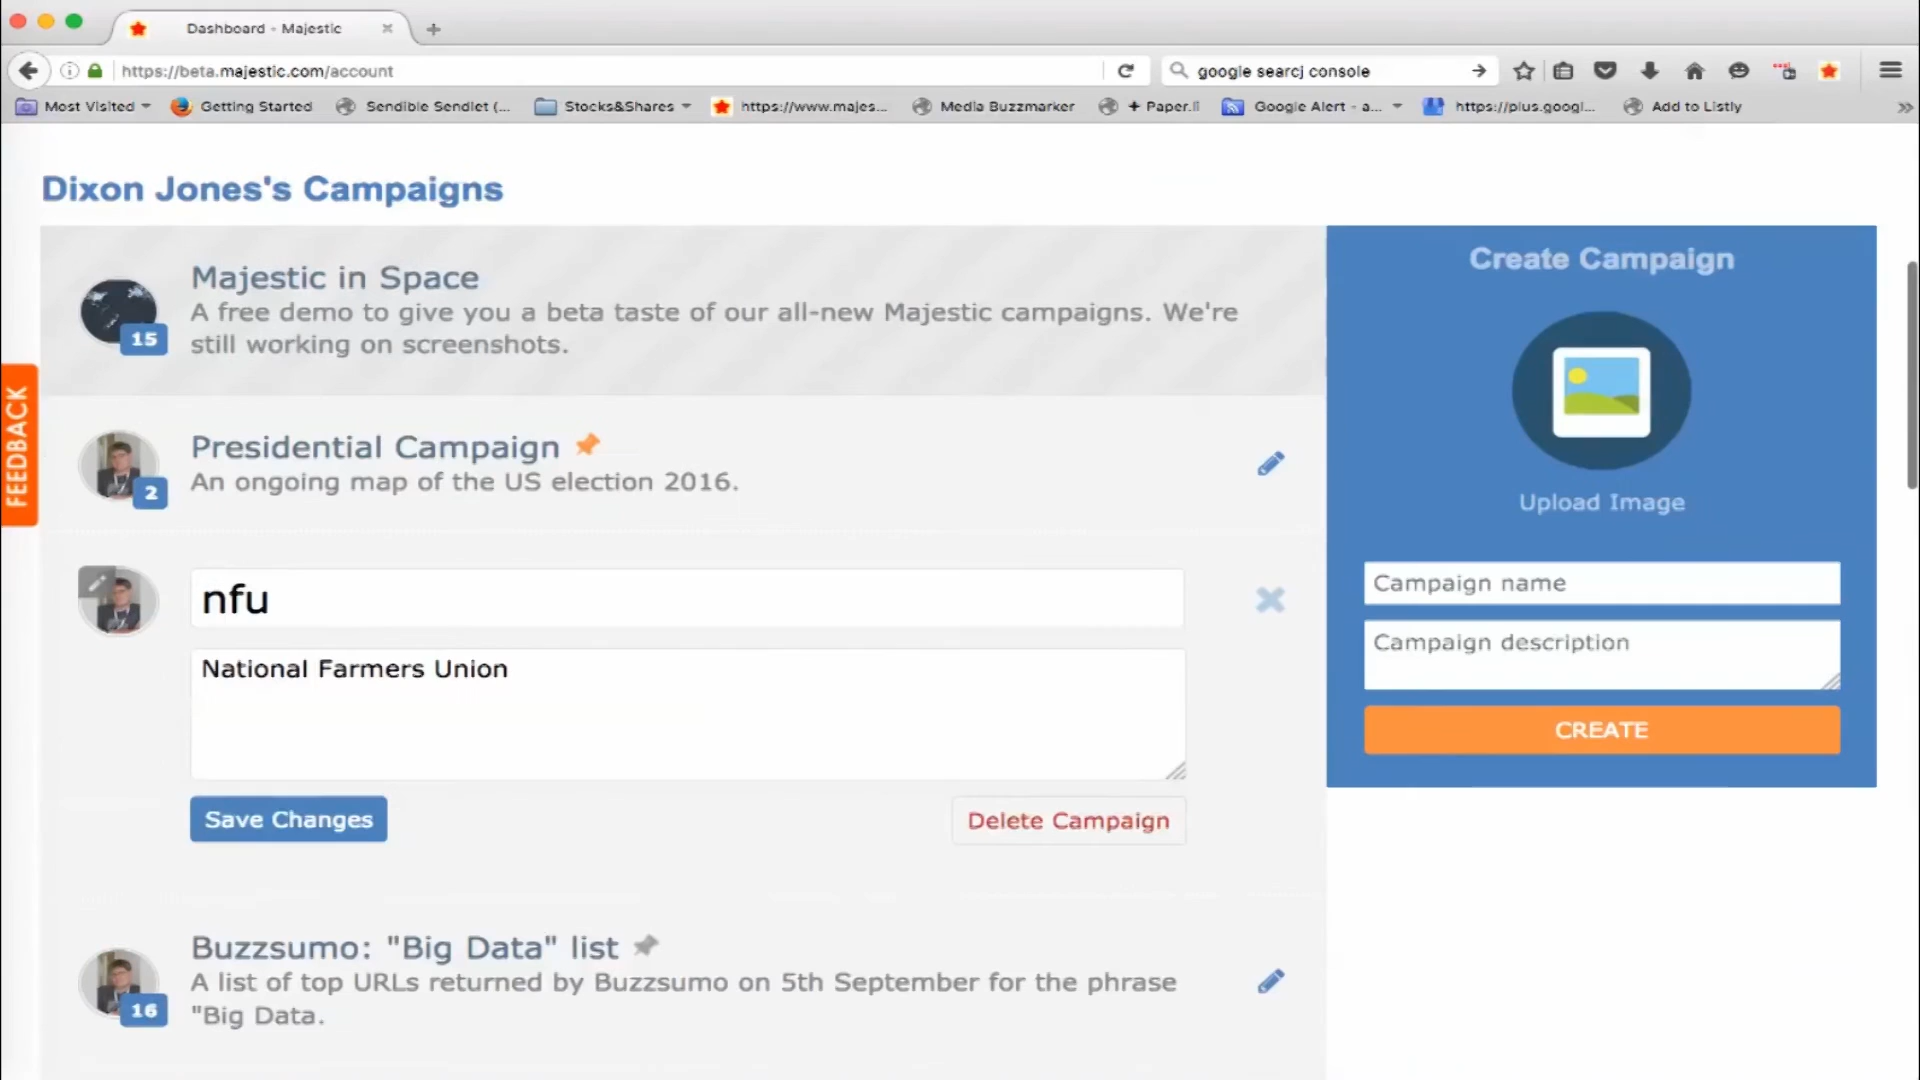 Dashboard - Majestic
https://beta.majestic.com/account
google searcj console
Most Visited
Getting Started
Sendible Sendlet (...
Stocks&Shares
https://www.majes...
Media Buzzmarker
+ Paper.li
Google Alert - a...
https://plus.googl...
Add to Listly
Dixon Jones's Campaigns
Majestic in Space
A free demo to give you a beta taste of our all-new Majestic campaigns. We're
still working on screenshots.
15
Presidential Campaign
An ongoing map of the US election 2016.
2
nfu
National Farmers Union
Save Changes
Delete Campaign
Buzzsumo: "Big Data" list
A list of top URLs returned by Buzzsumo on 5th September for the phrase
"Big Data.
16
FEEDBACK
Create Campaign
Upload Image
Campaign name
Campaign description
CREATE